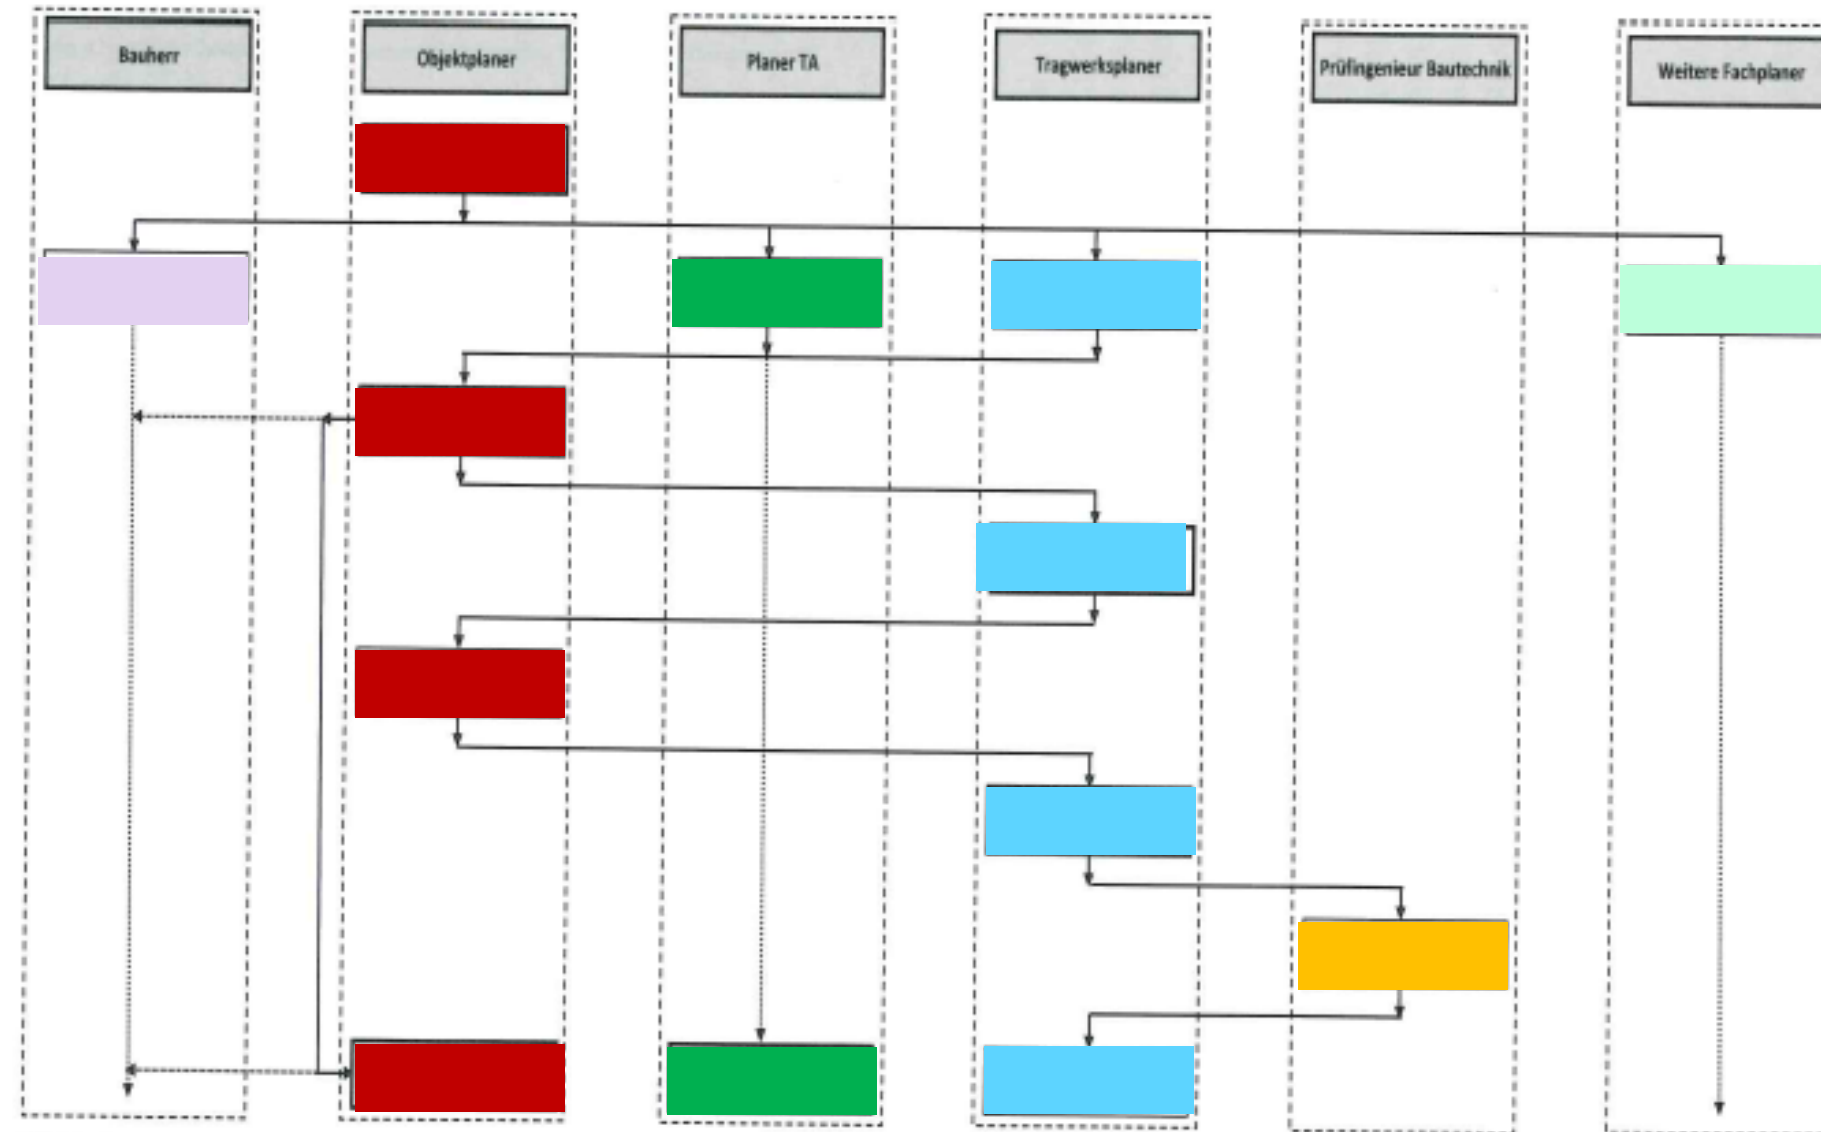 Bauherr
Objektplaner
Planer TA
Tragwerksplaner
Prüfingenieur Bautechnik
Weitere Fachplaner